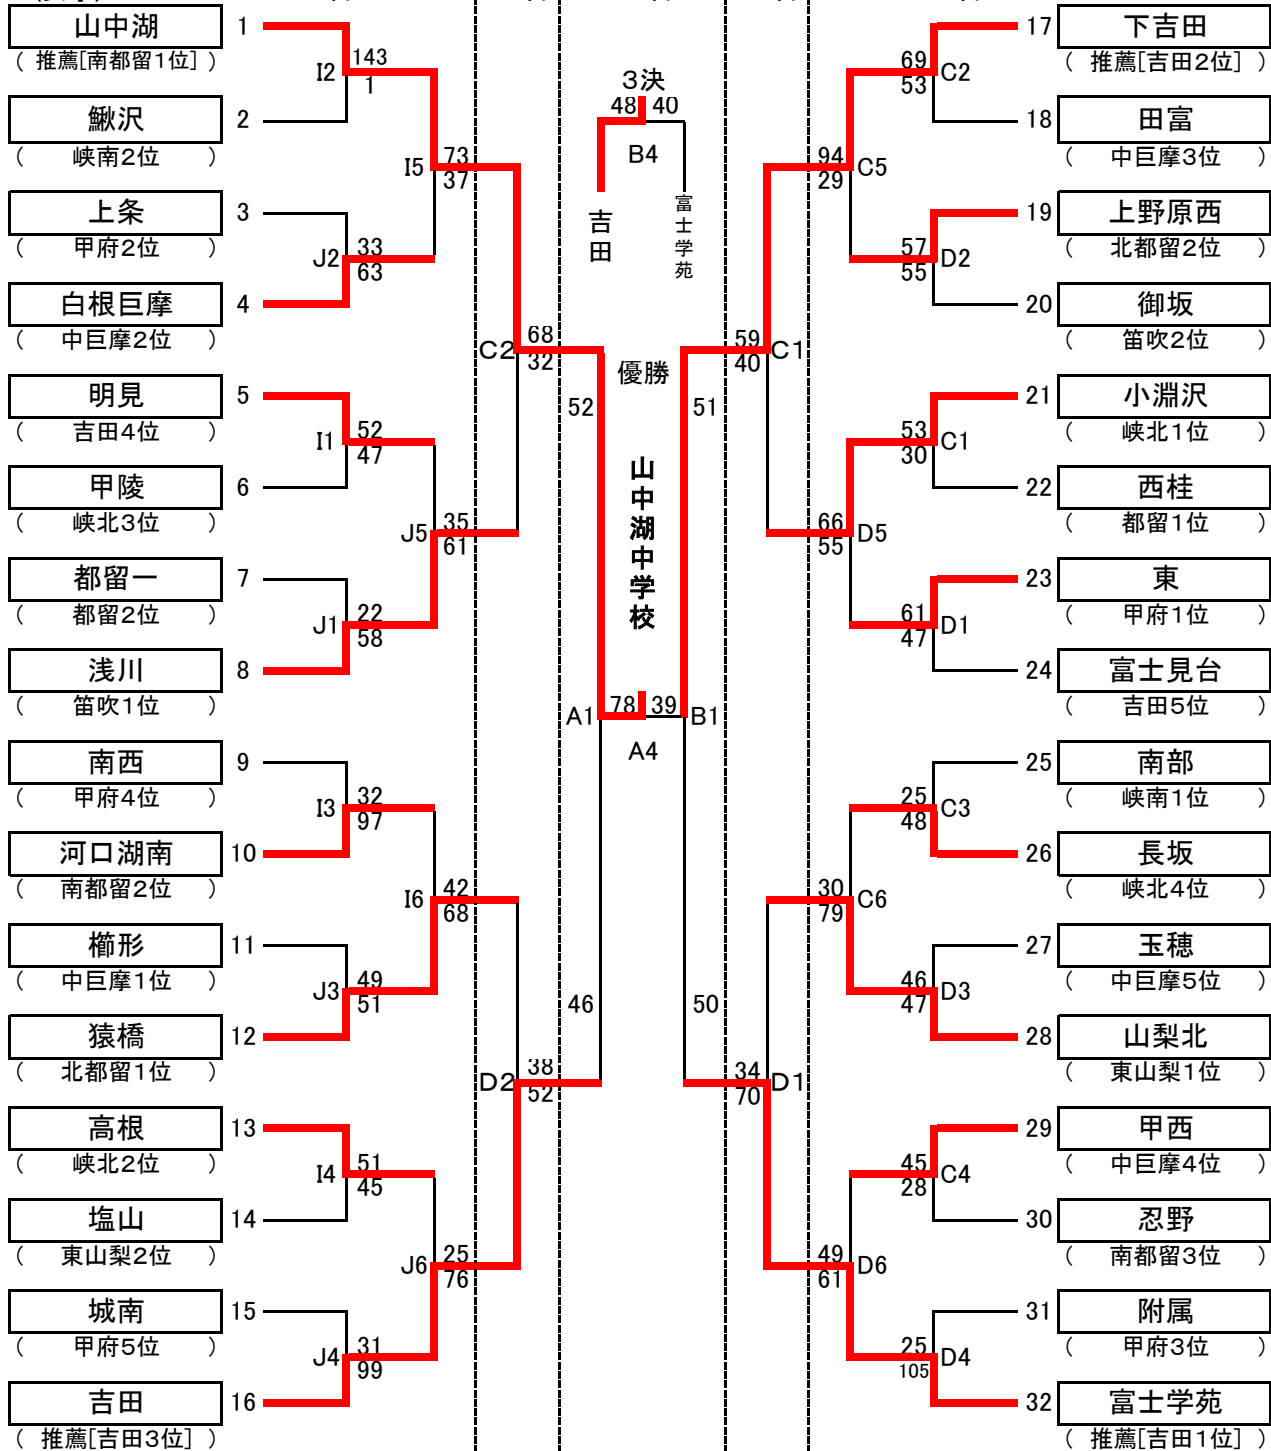 山中湖 1
( 推薦[南都留1位] )
I2 143
1
鰍沢 2
( 峡南2位 )
I5 73
37
上条 3
( 甲府2位 )
J2 33
63
白根巨摩 4
( 中巨摩2位 )
C2 68
32
明見 5
( 吉田4位 )
I1 52
47
甲陵 6
( 峡北3位 )
J5 35
61
都留一 7
( 都留2位 )
J1 22
58
浅川 8
( 笛吹1位 )
南西 9
( 甲府4位 )
I3 32
97
河口湖南 10
( 南都留2位 )
I6 42
68
櫛形 11
( 中巨摩1位 )
J3 49
51
猿橋 12
( 北都留1位 )
D2 38
52
高根 13
( 峡北2位 )
I4 51
45
塩山 14
( 東山梨2位 )
J6 25
76
城南 15
( 甲府5位 )
J4 31
99
吉田 16
( 推薦[吉田3位] )
3決
48 40
B4
吉田
富士学苑
優勝
52 51
山中湖中学校
A1 78 39 B1
A4
46 50
17 下吉田
( 推薦[吉田2位] )
69 C2
53
18 田富
( 中巨摩3位 )
94 C5
29
19 上野原西
( 北都留2位 )
57 D2
55
20 御坂
( 笛吹2位 )
59 C1
40
21 小淵沢
( 峡北1位 )
53 C1
30
22 西桂
( 都留1位 )
66 D5
55
23 東
( 甲府1位 )
61 D1
47
24 富士見台
( 吉田5位 )
25 南部
( 峡南1位 )
25 C3
48
26 長坂
( 峡北4位 )
30 C6
79
27 玉穂
( 中巨摩5位 )
46 D3
47
28 山梨北
( 東山梨1位 )
34 D1
70
29 甲西
( 中巨摩4位 )
45 C4
28
30 忍野
( 南都留3位 )
49 D6
61
31 附属
( 甲府3位 )
25 D4
105
32 富士学苑
( 推薦[吉田1位] )